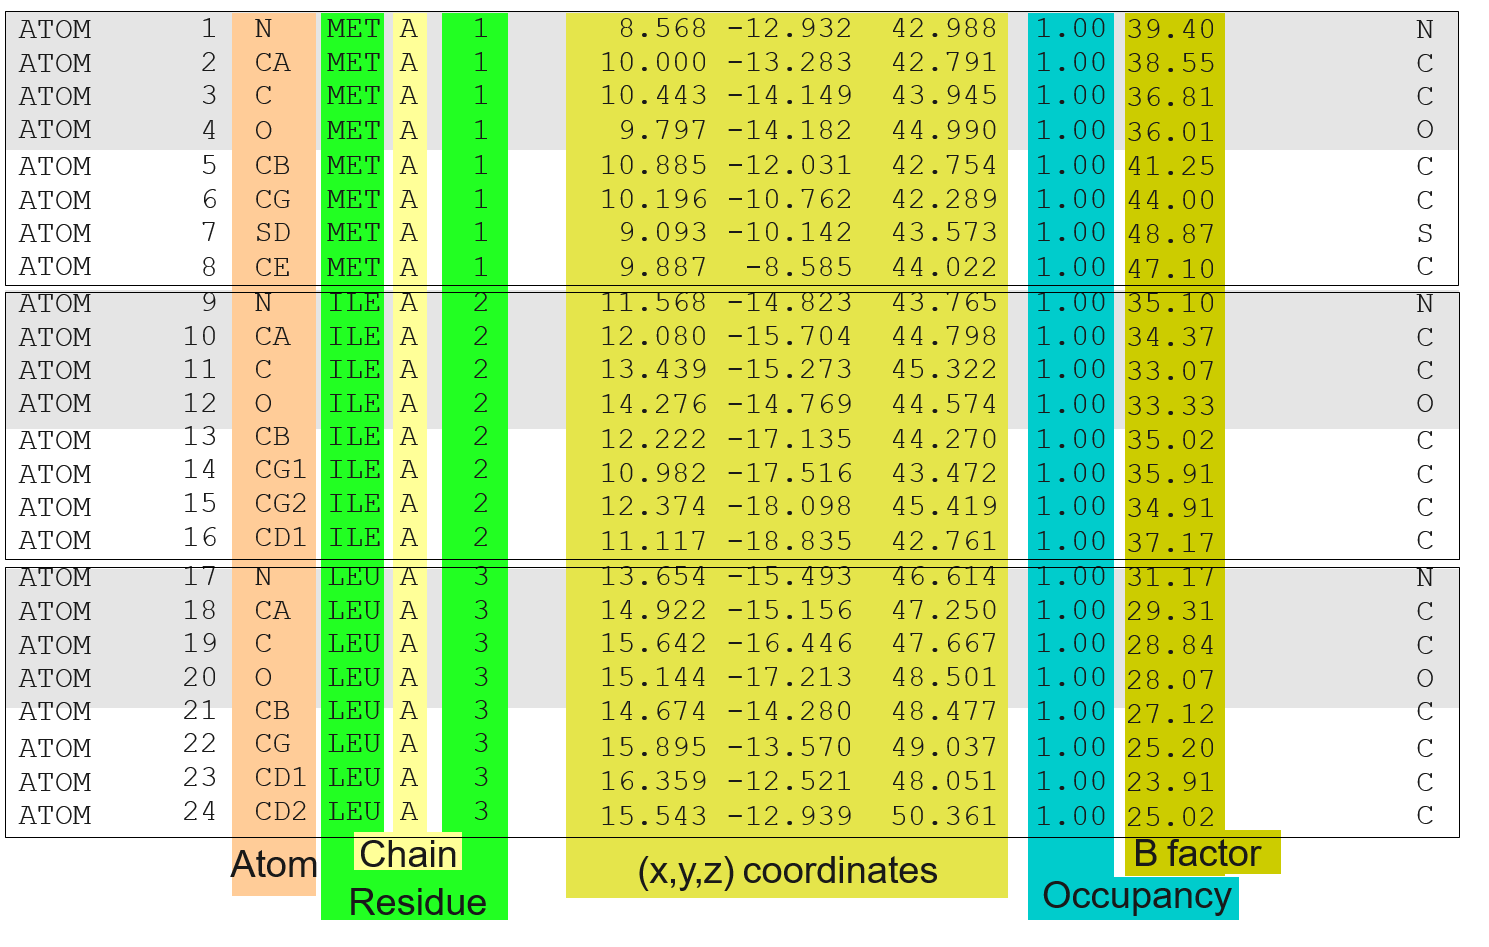 ATOM 1 N MET A 1 8.568 -12.932 42.988 1.00 39.40 N
ATOM 2 CA MET A 1 10.000 -13.283 42.791 1.00 38.55 C
ATOM 3 C MET A 1 10.443 -14.149 43.945 1.00 36.81 C
ATOM 4 O MET A 1 9.797 -14.182 44.990 1.00 36.01 O
ATOM 5 CB MET A 1 10.885 -12.031 42.754 1.00 41.25 C
ATOM 6 CG MET A 1 10.196 -10.762 42.289 1.00 44.00 C
ATOM 7 SD MET A 1 9.093 -10.142 43.573 1.00 48.87 S
ATOM 8 CE MET A 1 9.887 -8.585 44.022 1.00 47.10 C
ATOM 9 N ILE A 2 11.568 -14.823 43.765 1.00 35.10 N
ATOM 10 CA ILE A 2 12.080 -15.704 44.798 1.00 34.37 C
ATOM 11 C ILE A 2 13.439 -15.273 45.322 1.00 33.07 C
ATOM 12 O ILE A 2 14.276 -14.769 44.574 1.00 33.33 O
ATOM 13 CB ILE A 2 12.222 -17.135 44.270 1.00 35.02 C
ATOM 14 CG1 ILE A 2 10.982 -17.516 43.472 1.00 35.91 C
ATOM 15 CG2 ILE A 2 12.374 -18.098 45.419 1.00 34.91 C
ATOM 16 CD1 ILE A 2 11.117 -18.835 42.761 1.00 37.17 C
ATOM 17 N LEU A 3 13.654 -15.493 46.614 1.00 31.17 N
ATOM 18 CA LEU A 3 14.922 -15.156 47.250 1.00 29.31 C
ATOM 19 C LEU A 3 15.642 -16.446 47.667 1.00 28.84 C
ATOM 20 O LEU A 3 15.144 -17.213 48.501 1.00 28.07 O
ATOM 21 CB LEU A 3 14.674 -14.280 48.477 1.00 27.12 C
ATOM 22 CG LEU A 3 15.895 -13.570 49.037 1.00 25.20 C
ATOM 23 CD1 LEU A 3 16.359 -12.521 48.051 1.00 23.91 C
ATOM 24 CD2 LEU A 3 15.543 -12.939 50.361 1.00 25.02 C
Atom
Chain
Residue
(x,y,z) coordinates
B factor
Occupancy